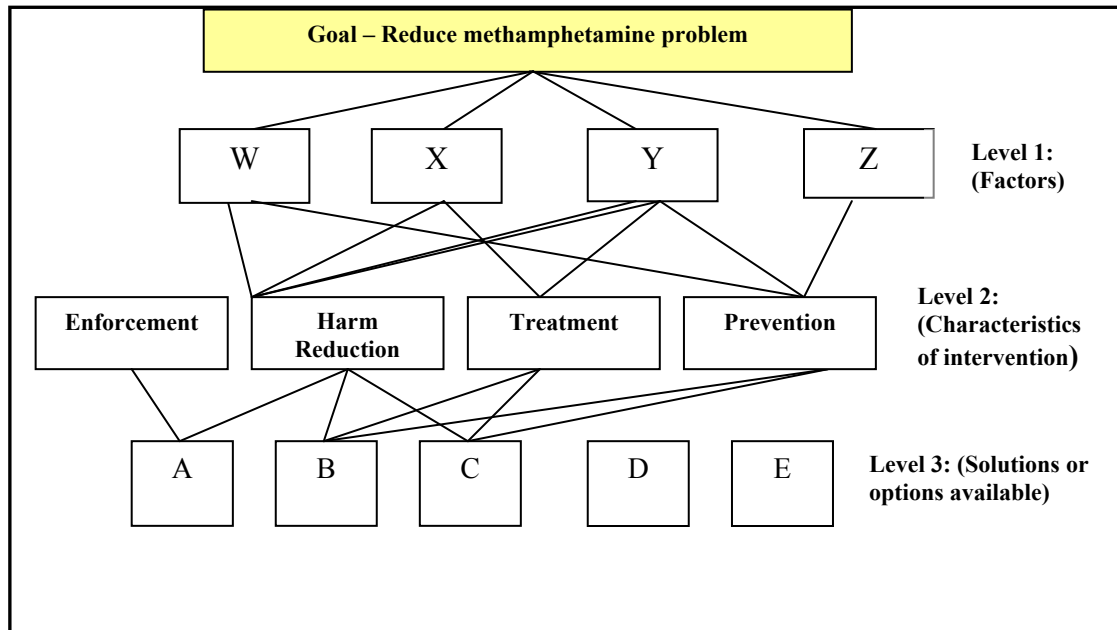 Goal – Reduce methamphetamine problem
W
X
Y
Z
Level 1:
(Factors)
Enforcement
Harm
Reduction
Treatment
Prevention
Level 2:
(Characteristics
of intervention)
A
B
C
D
E
Level 3: (Solutions or
options available)